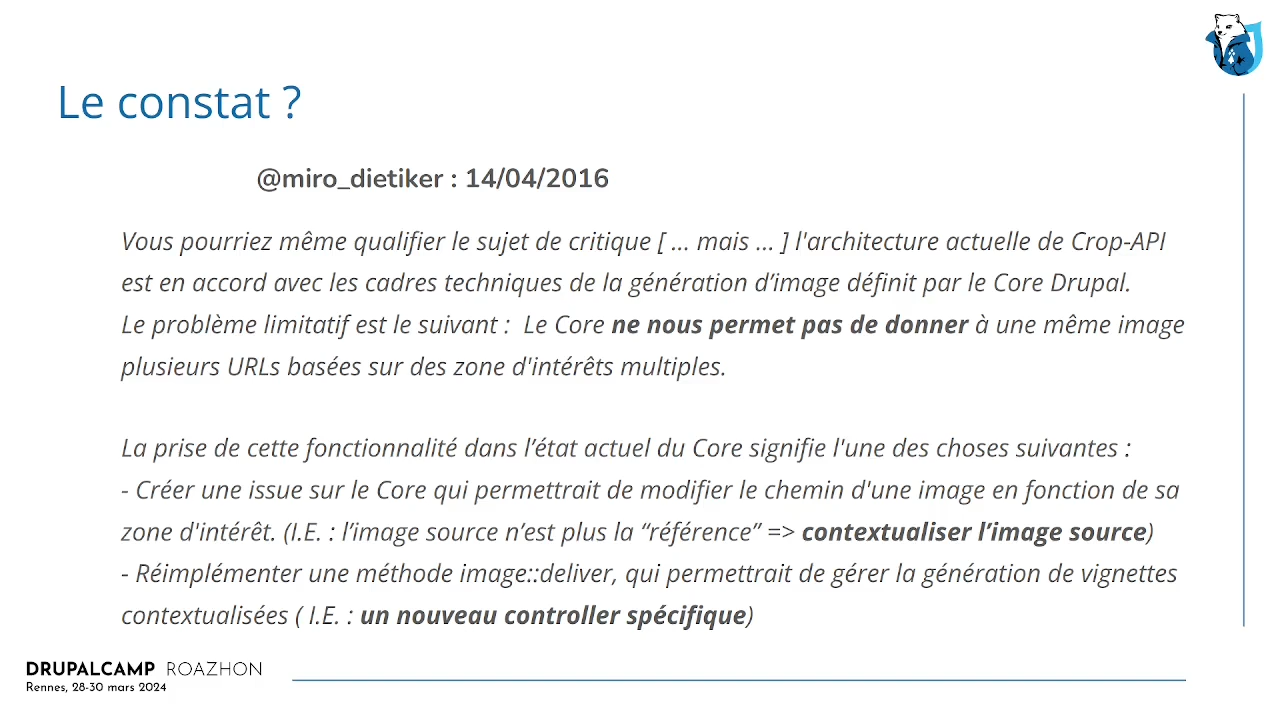 Le constat ?
@miro_dietiker : 14/04/2016
Vous pourriez même qualifier le sujet de critique [ ... mais ... ] l'architecture actuelle de Crop-API
est en accord avec les cadres techniques de la génération d’image définit par le Core Drupal.
Le problème limitatif est le suivant : Le Core ne nous permet pas de donner à une même image
plusieurs URLs basées sur des zone d'intérêts multiples.
La prise de cette fonctionnalité dans l’état actuel du Core signifie l'une des choses suivantes :
- Créer une issue sur le Core qui permettrait de modifier le chemin d'une image en fonction de sa
zone d'intérêt. (I.E. : l’image source n’est plus la “référence” => contextualiser l’image source)
- Réimplémenter une méthode image::deliver, qui permettrait de gérer la génération de vignettes
contextualisées ( I.E. : un nouveau controller spécifique)
DRUPALCAMP ROAZHON
Rennes, 28-30 mars 2024